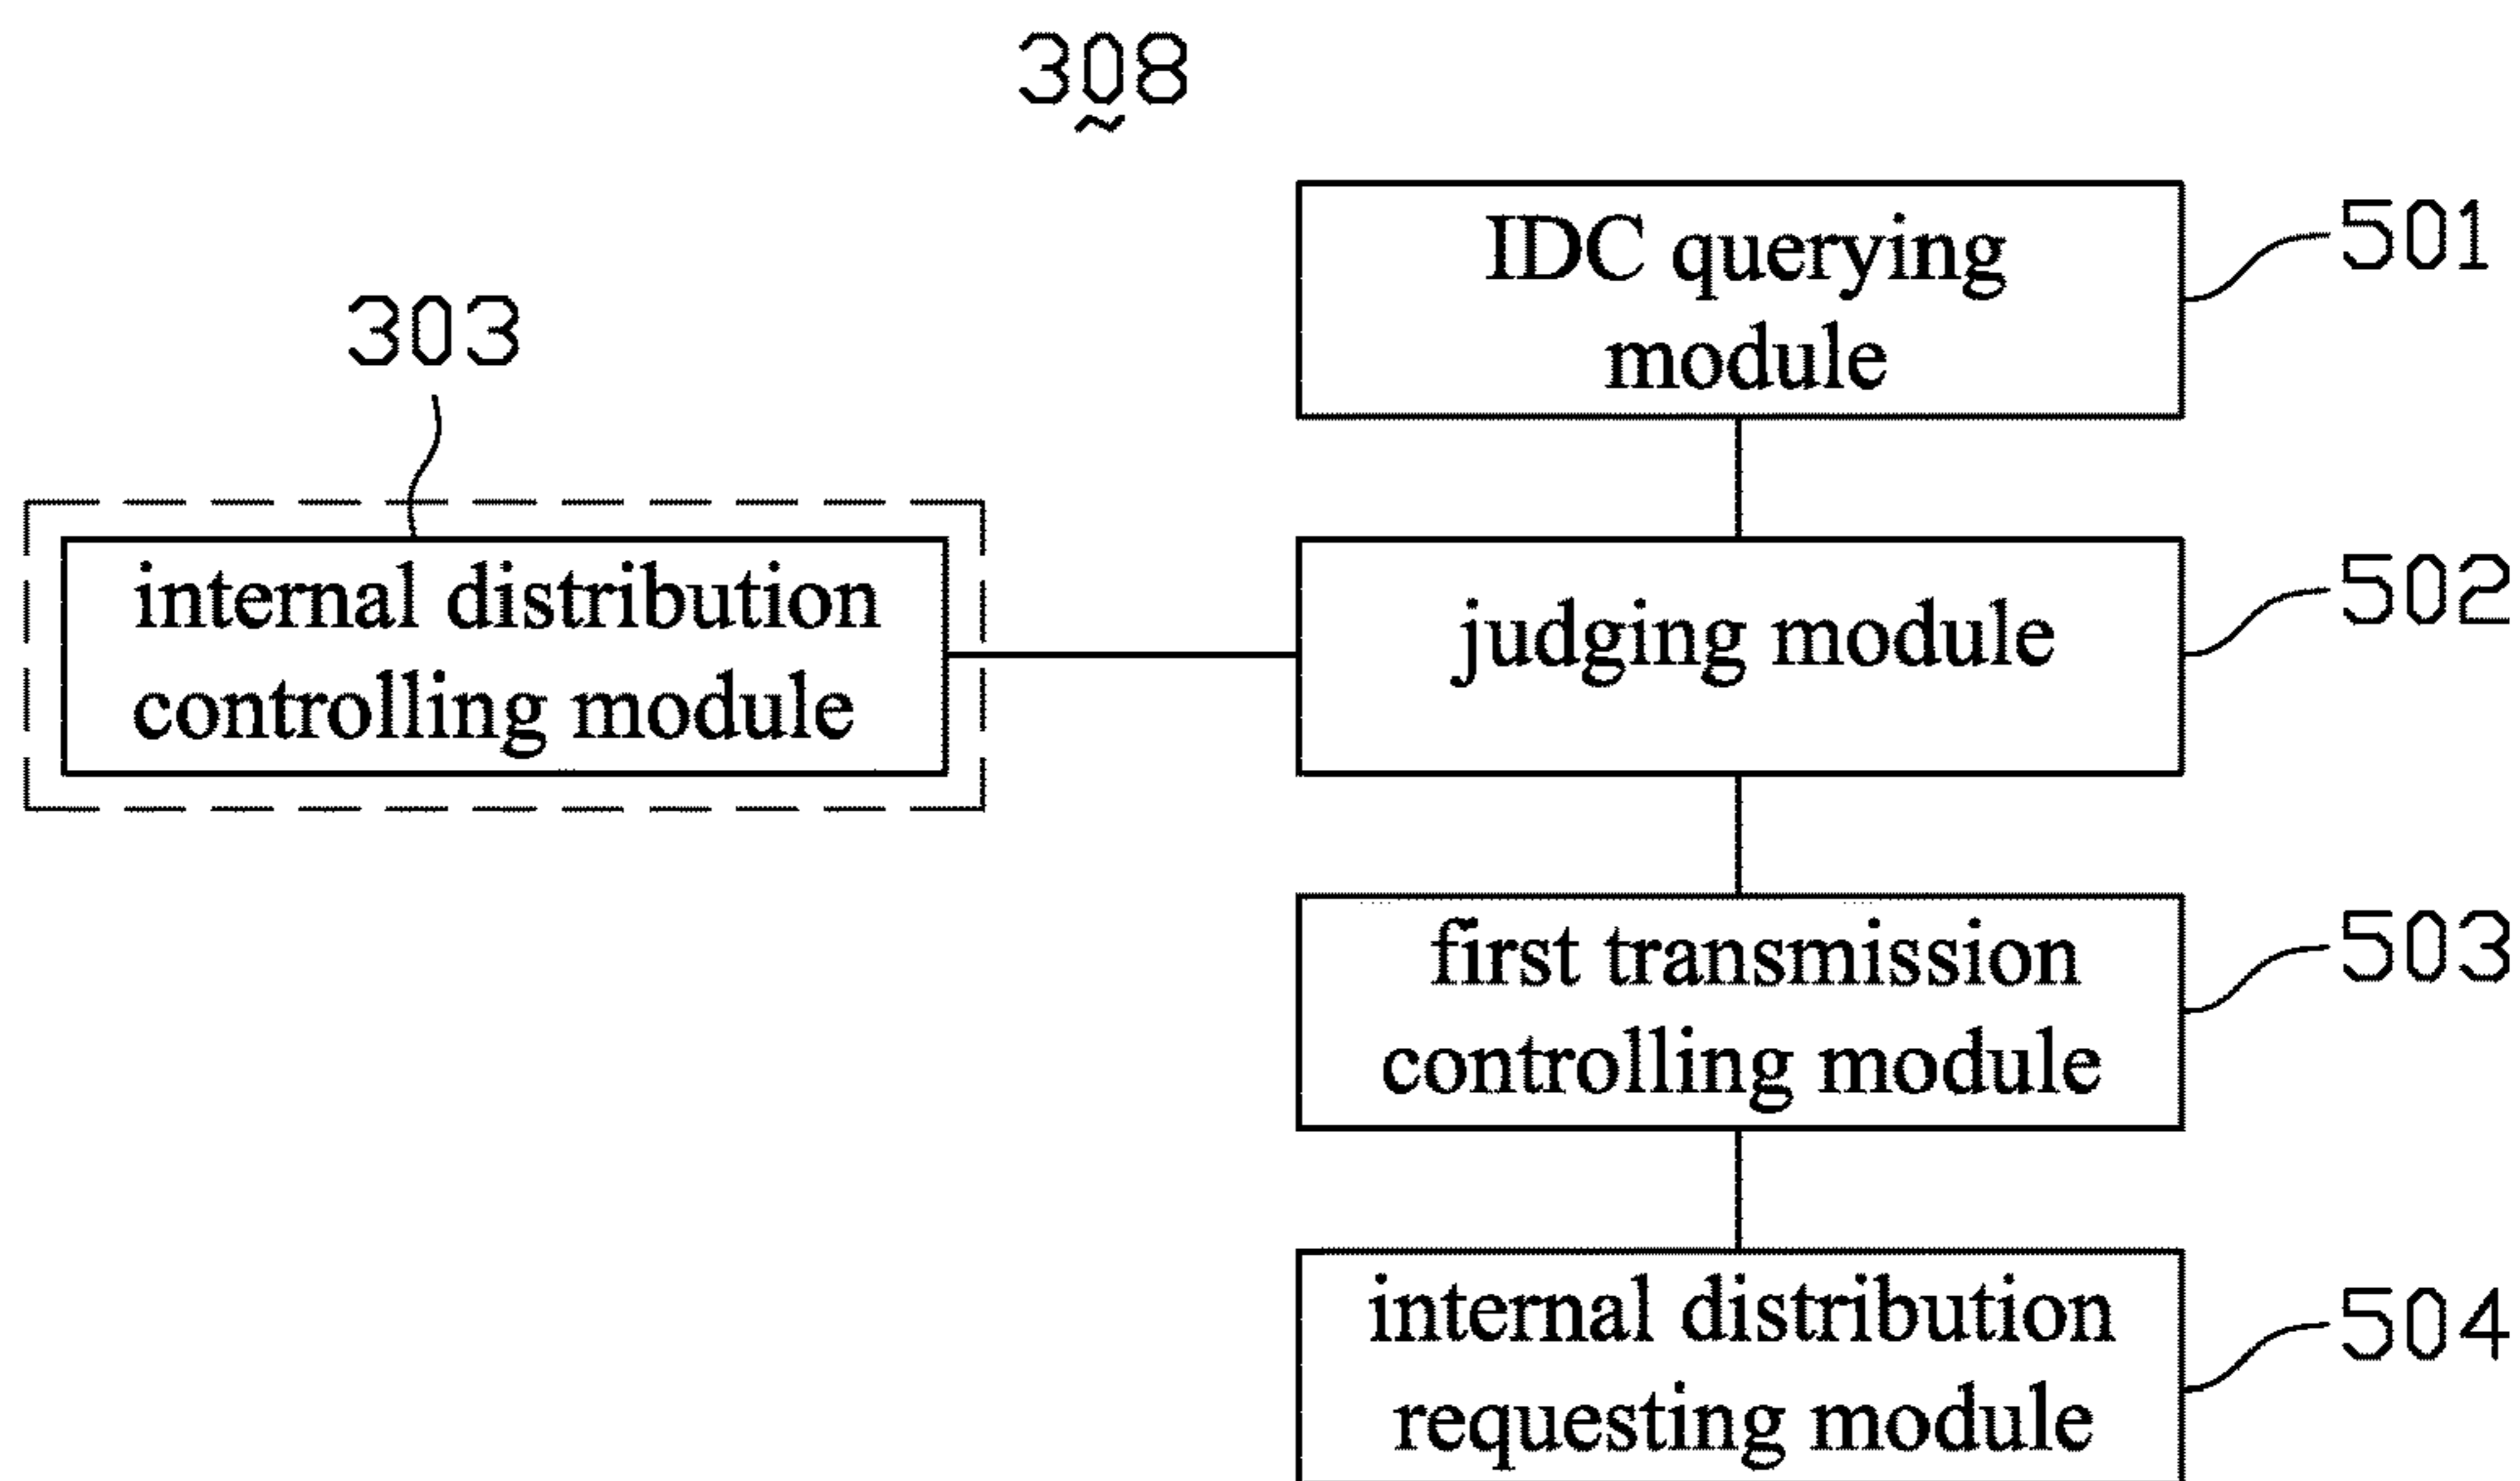 308
IDC querying
module
501
303
internal distribution
controlling module
judging module
502
first transmission
controlling module
503
internal distribution
requesting module
504